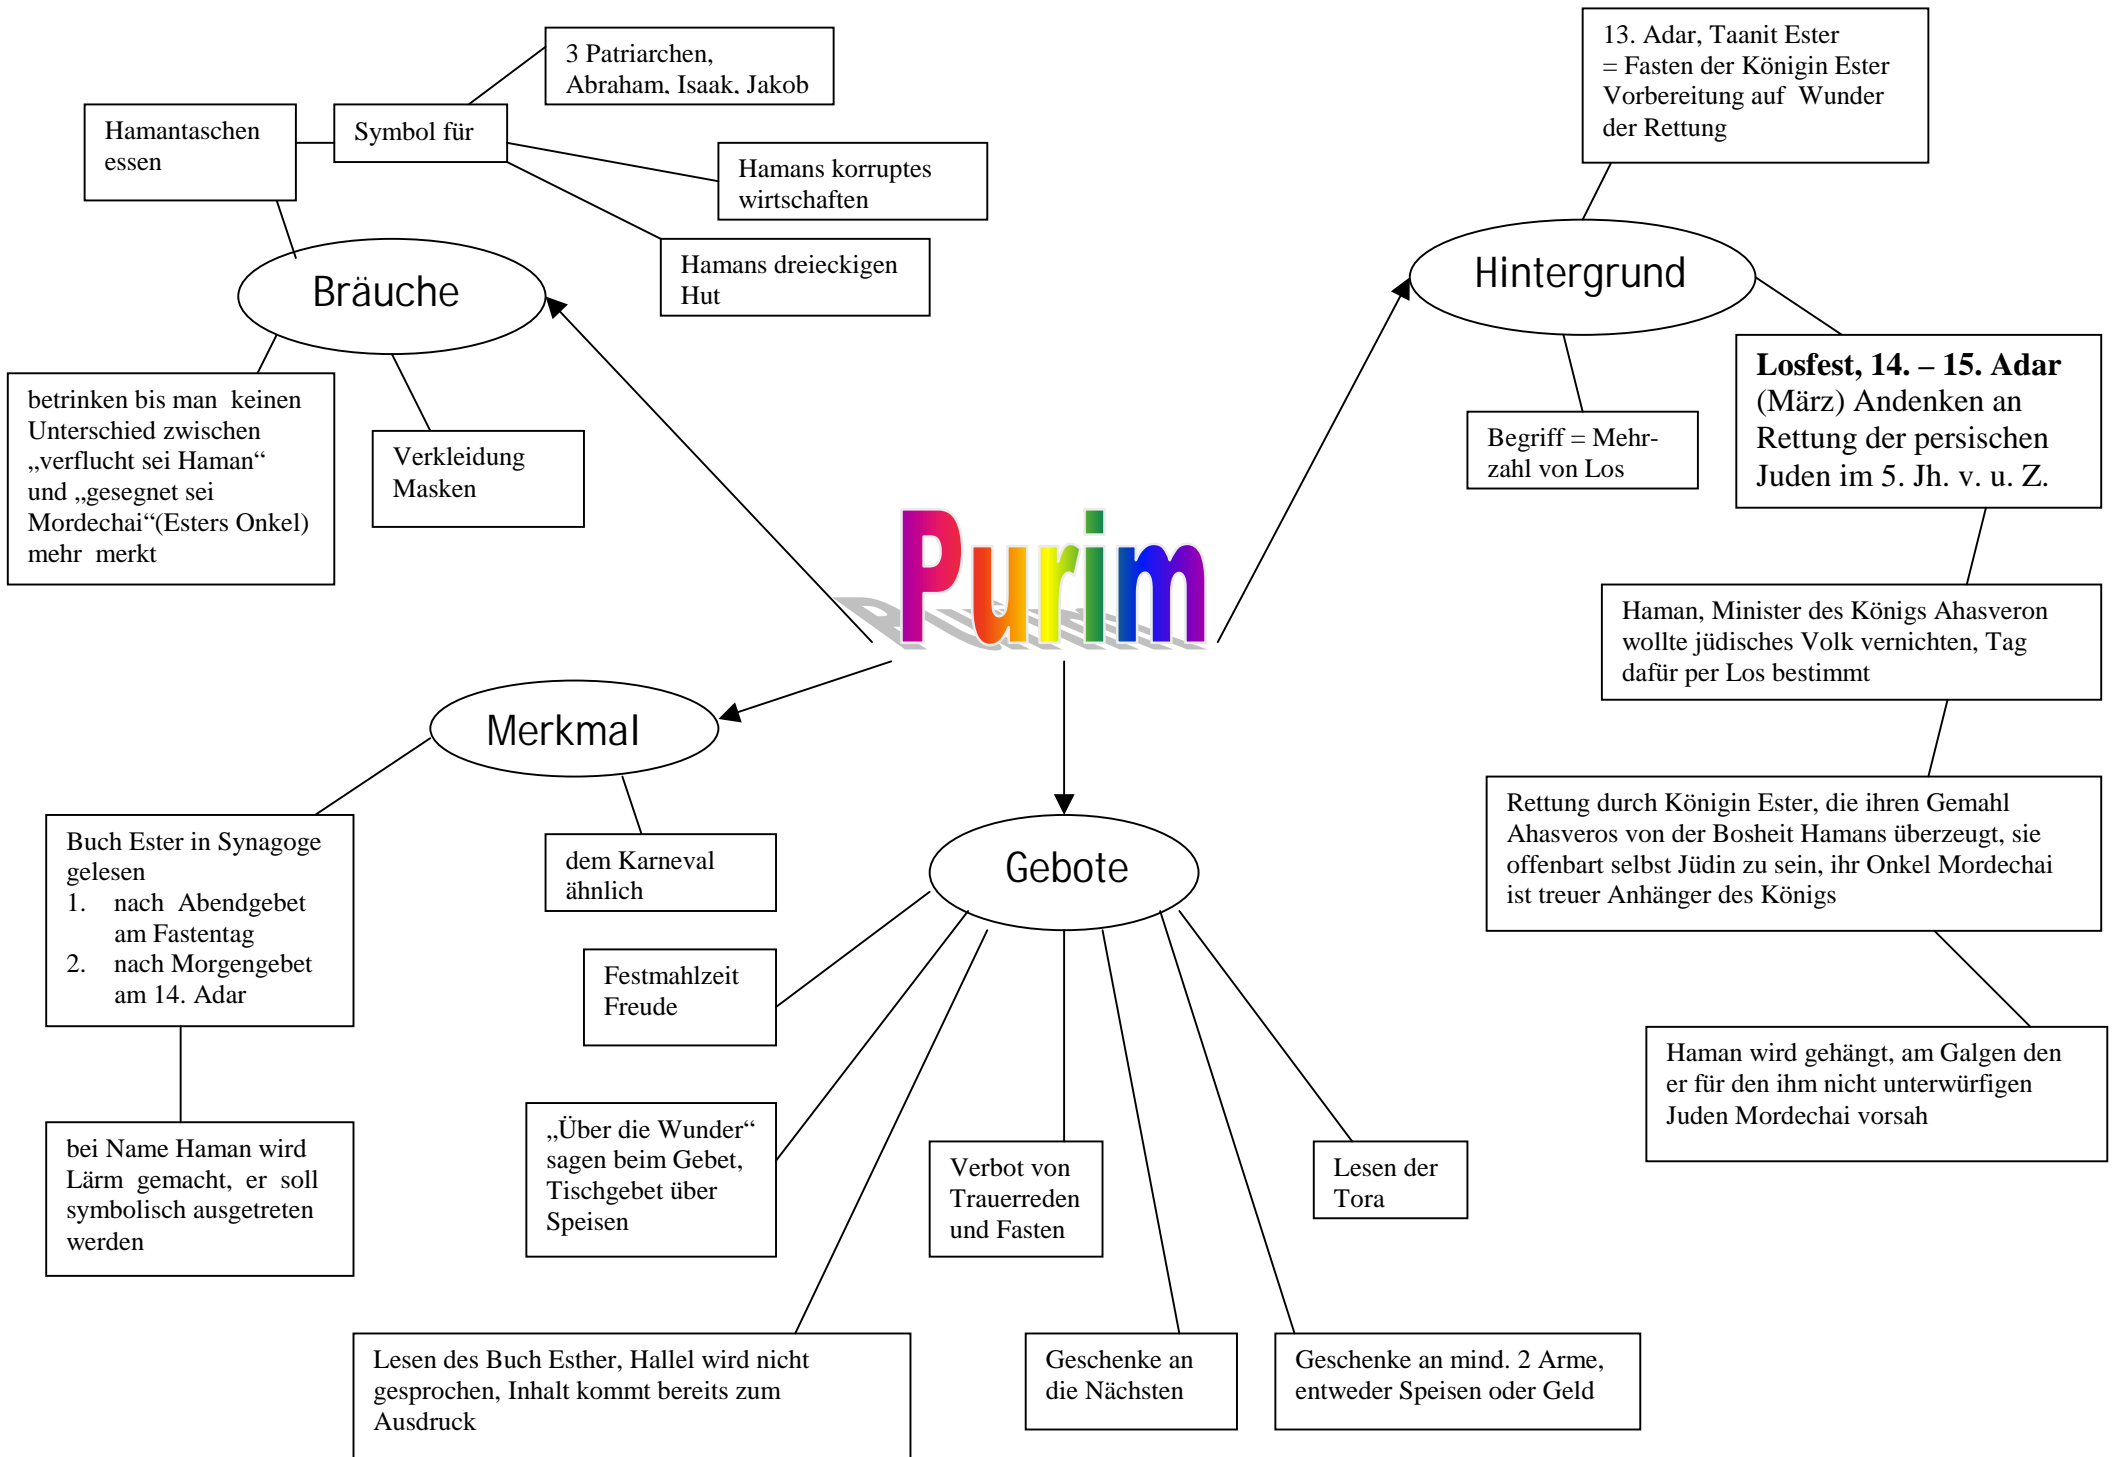 3 Patriarchen,
Abraham, Isaak, Jakob
Hamantaschen
essen
Symbol für
Hamans korruptes
wirtschaften
Hamans dreieckigen
Hut
Bräuche
betrinken bis man keinen
Unterschied zwischen
„verflucht sei Haman“
und „gesegnet sei
Mordechai“(Esters Onkel)
mehr merkt
Verkleidung
Masken
13. Adar, Taanit Ester
= Fasten der Königin Ester
Vorbereitung auf Wunder
der Rettung
Hintergrund
Begriff = Mehr-
zahl von Los
Losfest, 14. – 15. Adar
(März) Andenken an
Rettung der persischen
Juden im 5. Jh. v. u. Z.
Haman, Minister des Königs Ahasveron
wollte jüdisches Volk vernichten, Tag
dafür per Los bestimmt
Rettung durch Königin Ester, die ihren Gemahl
Ahasveros von der Bosheit Hamans überzeugt, sie
offenbart selbst Jüdin zu sein, ihr Onkel Mordechai
ist treuer Anhänger des Königs
Haman wird gehängt, am Galgen den
er für den ihm nicht unterwürfigen
Juden Mordechai vorsah
Purim
Merkmal
Buch Ester in Synagoge
gelesen
1. nach Abendgebet
am Fastentag
2. nach Morgengebet
am 14. Adar
bei Name Haman wird
Lärm gemacht, er soll
symbolisch ausgetreten
werden
dem Karneval
ähnlich
Gebote
Festmahlzeit
Freude
„Über die Wunder“
sagen beim Gebet,
Tischgebet über
Speisen
Lesen des Buch Esther, Hallel wird nicht
gesprochen, Inhalt kommt bereits zum
Ausdruck
Verbot von
Trauerreden
und Fasten
Geschenke an
die Nächsten
Geschenke an mind. 2 Arme,
entweder Speisen oder Geld
Lesen der
Tora